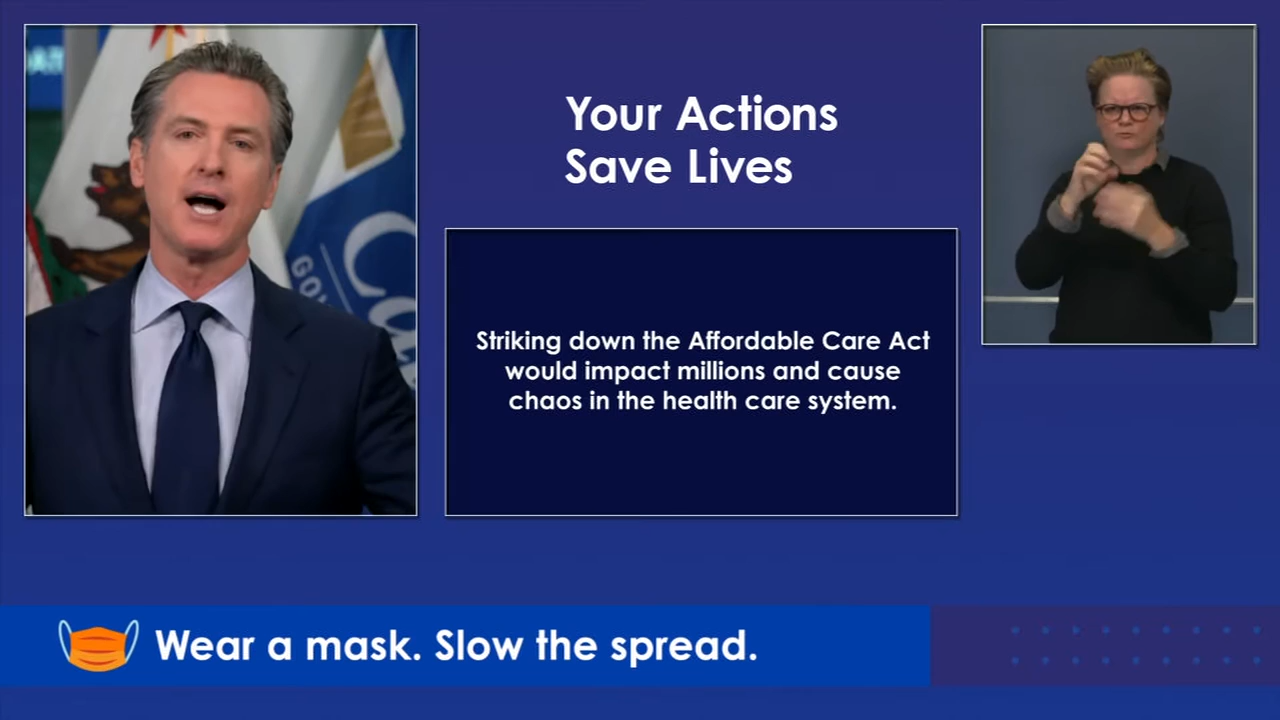 Your Actions
Save Lives
Striking down the Affordable Care Act
would impact millions and cause
chaos in the health care system.
Wear a mask. Slow the spread.